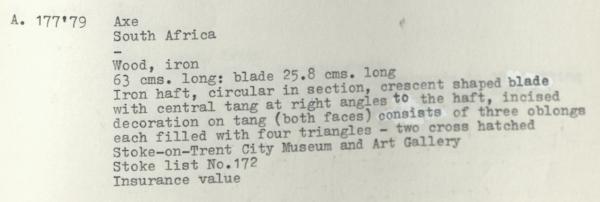 A. 177'79 Axe
South Africa
-
Wood, iron
63 cms. long: blade 25.8 cms. long
Iron haft, circular in section, crescent shaped blade
with central tang at right angles to the haft, incised
decoration on tang (both faces) consists of three oblongs
each filled with four triangles - two cross hatched
Stoke-on-Trent City Museum and Art Gallery
Stoke list No.172
Insurance value